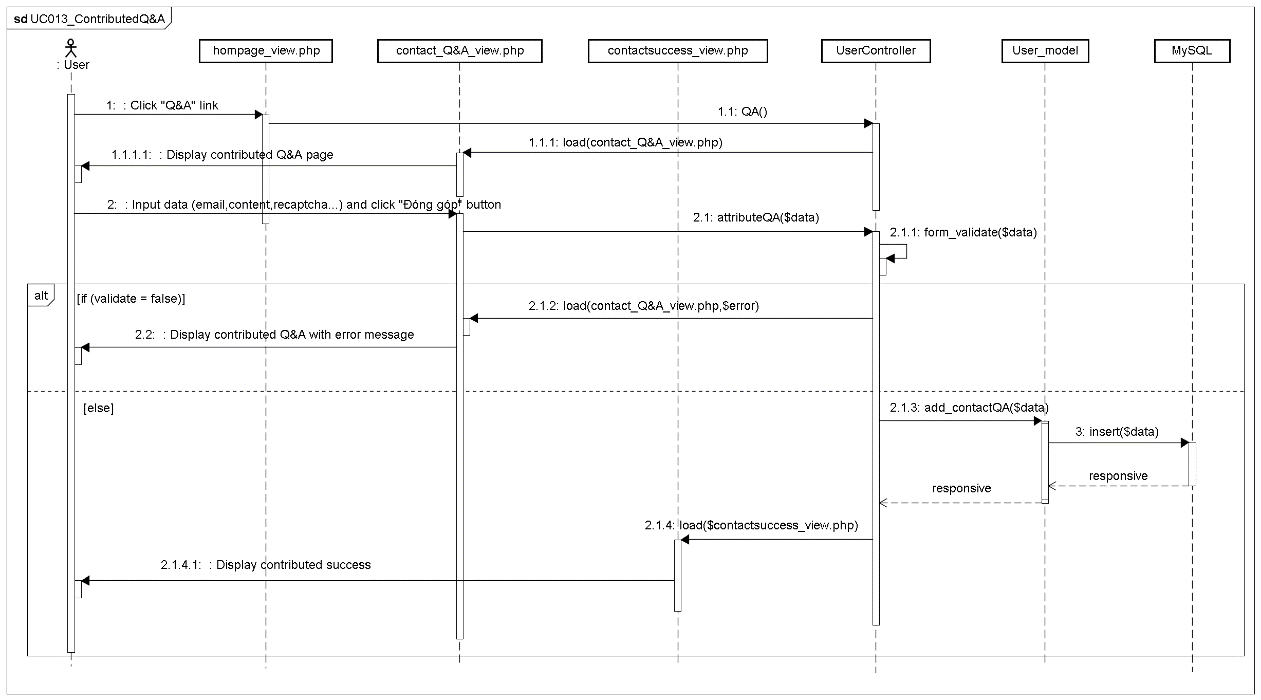 sd UC013_ContributedQ&A
: User
hompage_view.php
contact_Q&A_view.php
contactsuccess_view.php
UserController
User_model
MySQL
1: : Click "Q&A" link
1.1: QA()
1.1.1: load(contact_Q&A_view.php)
1.1.1.1: : Display contributed Q&A page
2: : Input data (email,content,recaptcha...) and click "Đóng góp" button
2.1: attributeQA($data)
2.1.1: form_validate($data)
alt
[if (validate = false)]
2.1.2: load(contact_Q&A_view.php,$error)
2.2: : Display contributed Q&A with error message
[else]
2.1.3: add_contactQA($data)
3: insert($data)
responsive
responsive
2.1.4: load($contactsuccess_view.php)
2.1.4.1: : Display contributed success